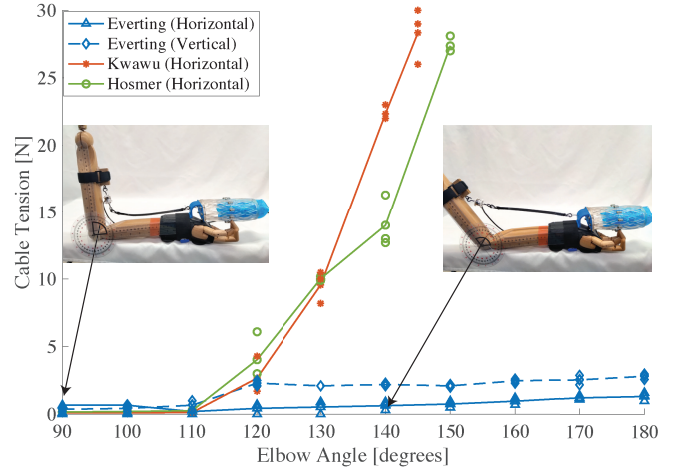 Everting (Horizontal)
Everting (Vertical)
Kwawu (Horizontal)
Hosmer (Horizontal)
Cable Tension [N]
30
25
20
15
10
5
0
90 100 110 120 130 140 150 160 170 180
Elbow Angle [degrees]